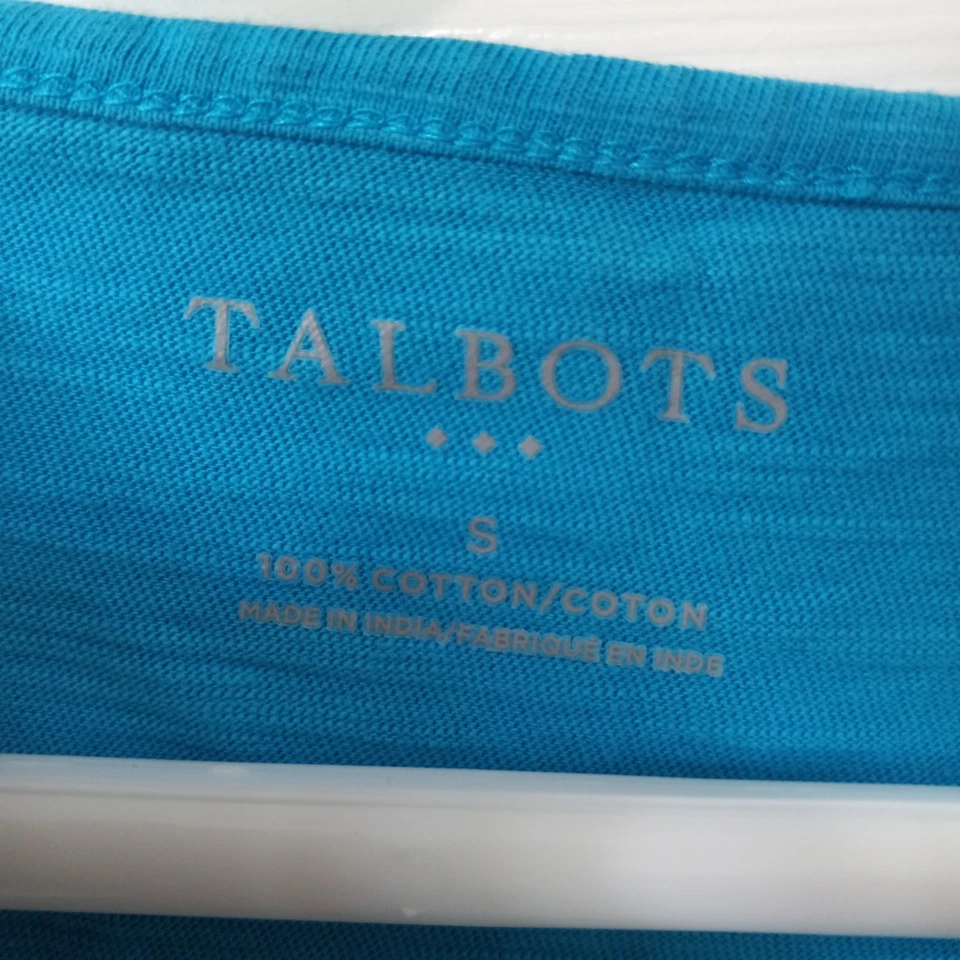 TALBOTS
S
100% COTTON/COTON
MADE IN INDIA/FABRIQUÉ EN INDE